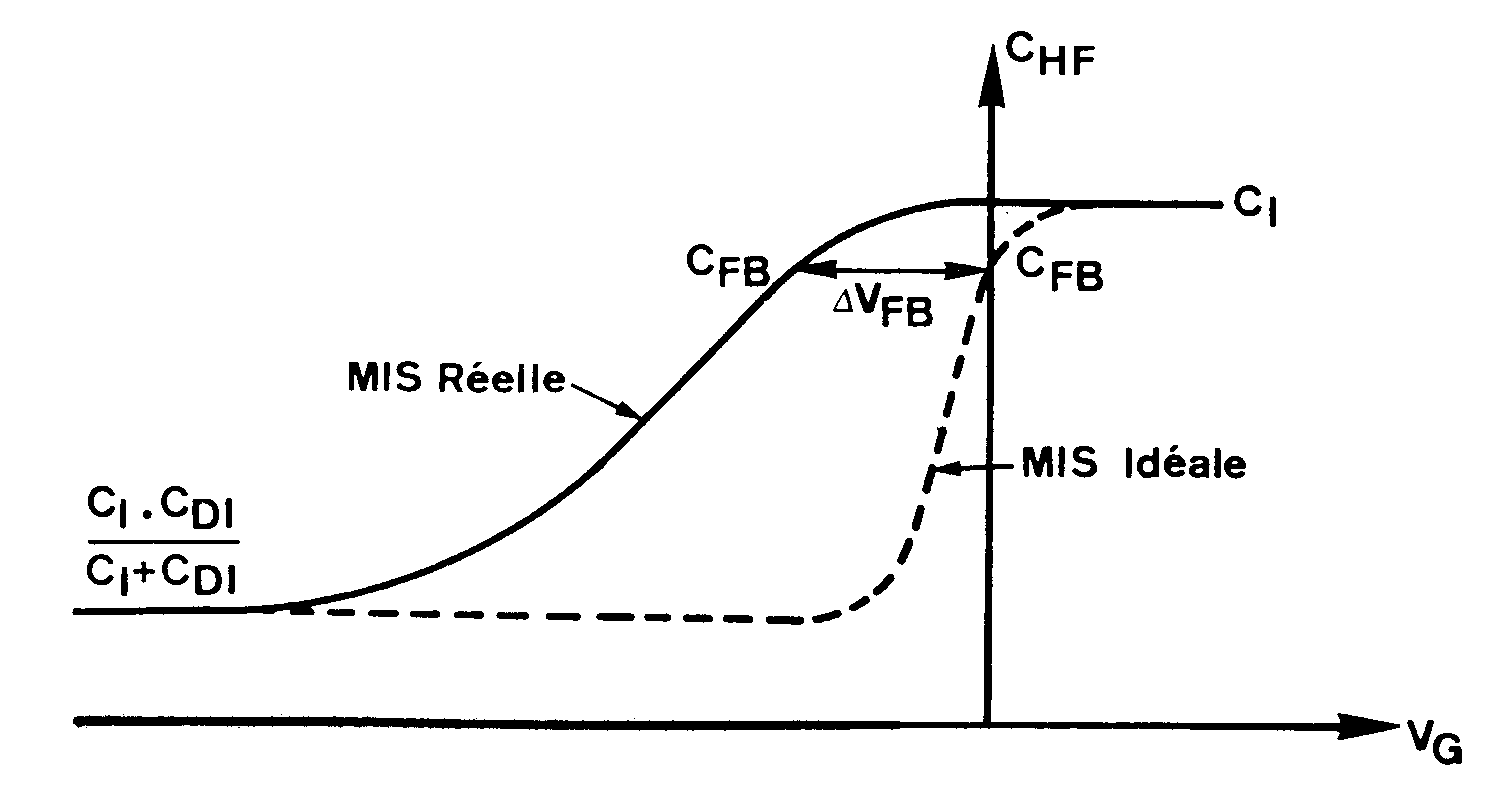 C_HF
C_I
C_FB
C_FB
ΔV_FB
MIS Réelle
MIS Idéale
C_I . C_DI
C_I + C_DI
V_G